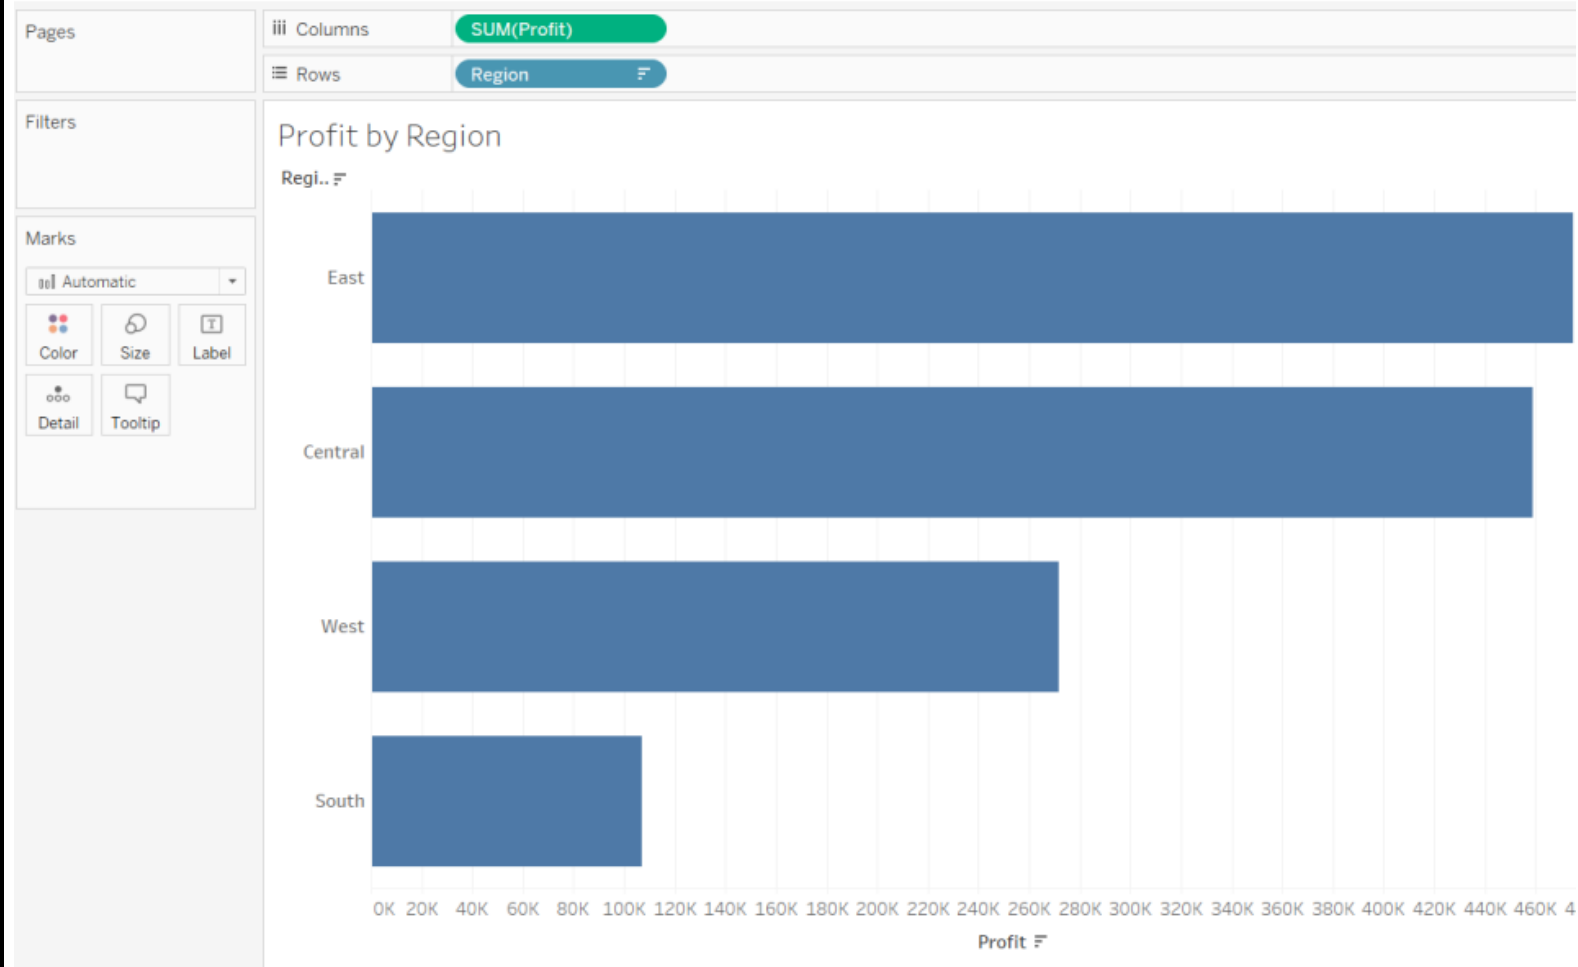 Pages
Columns
SUM(Profit)
Rows
Region
Filters
Profit by Region
Regi..
Marks
Automatic
Color
Size
Label
Detail
Tooltip
East
Central
West
South
0K 20K 40K 60K 80K 100K 120K 140K 160K 180K 200K 220K 240K 260K 280K 300K 320K 340K 360K 380K 400K 420K 440K 460K 4
Profit